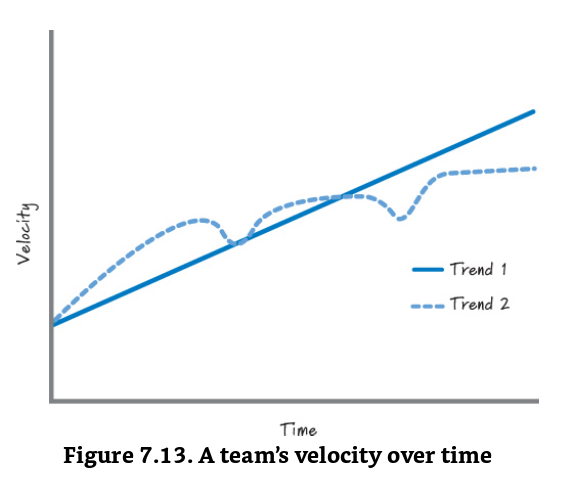 Velocity
Trend 1
Trend 2
Time
Figure 7.13. A team's velocity over time